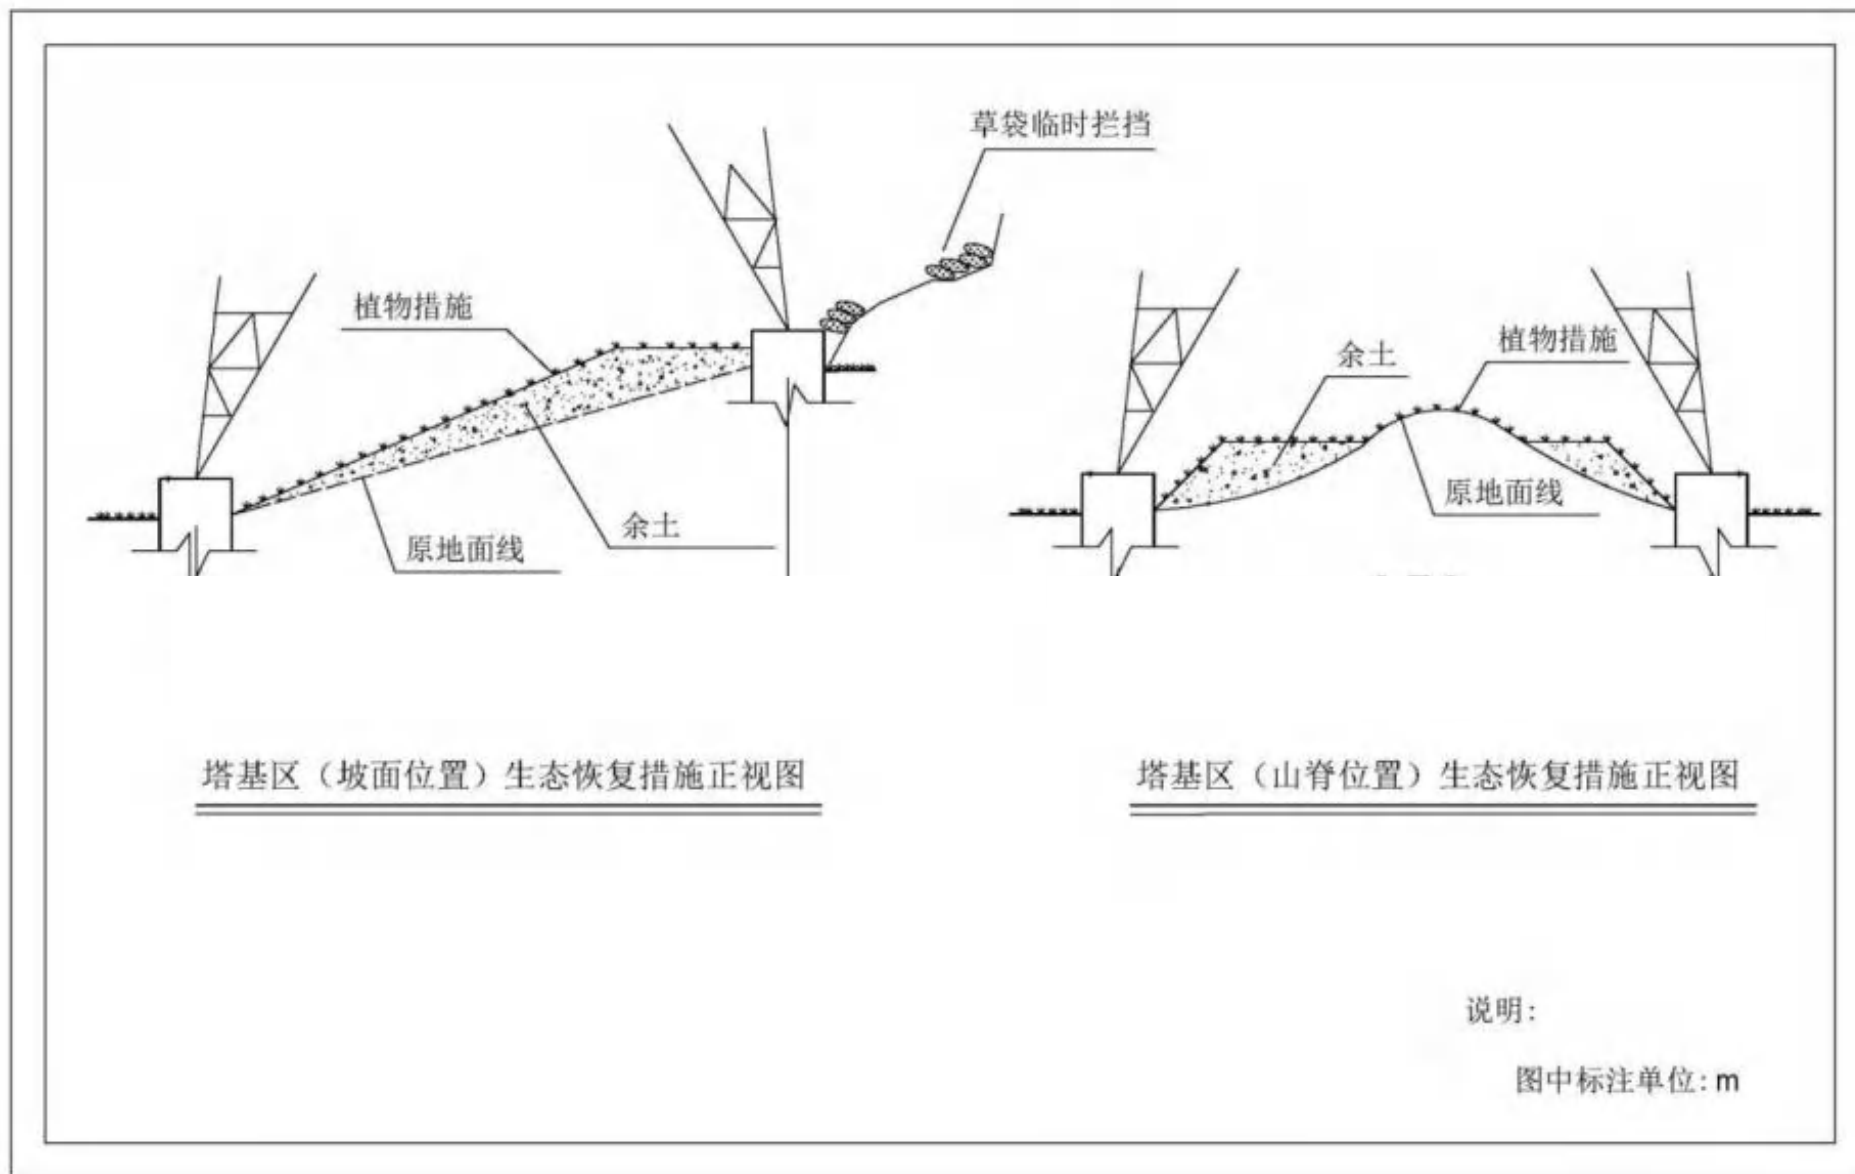 草袋临时拦挡
植物措施
余土
原地面线
植物措施
余土
原地面线
塔基区（坡面位置）生态恢复措施正视图
塔基区（山脊位置）生态恢复措施正视图
说明:
图中标注单位: m